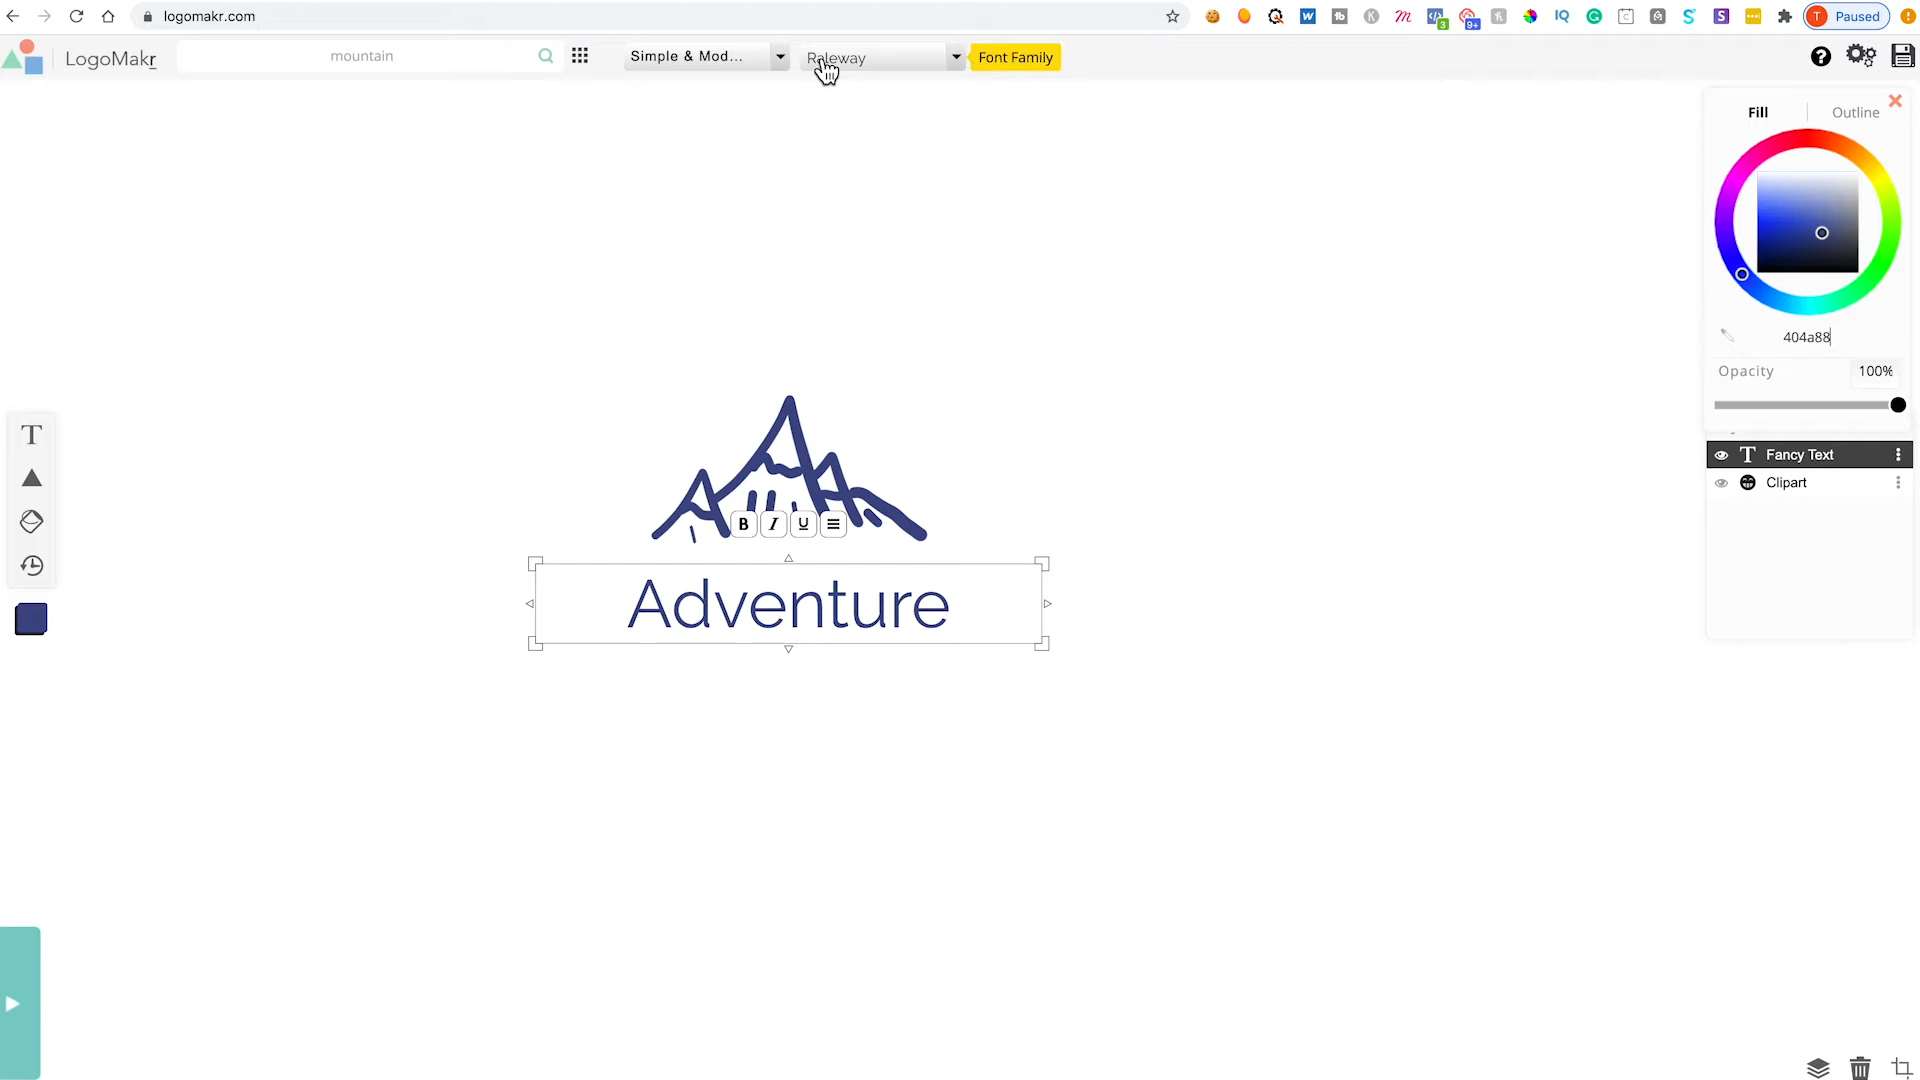 logomakr.com
Paused
LogoMakr
mountain
Simple & Mod...
Raleway
Font Family
Fill
Outline
404a88
Opacity
100%
T
Fancy Text
Clipart
B I U
Adventure